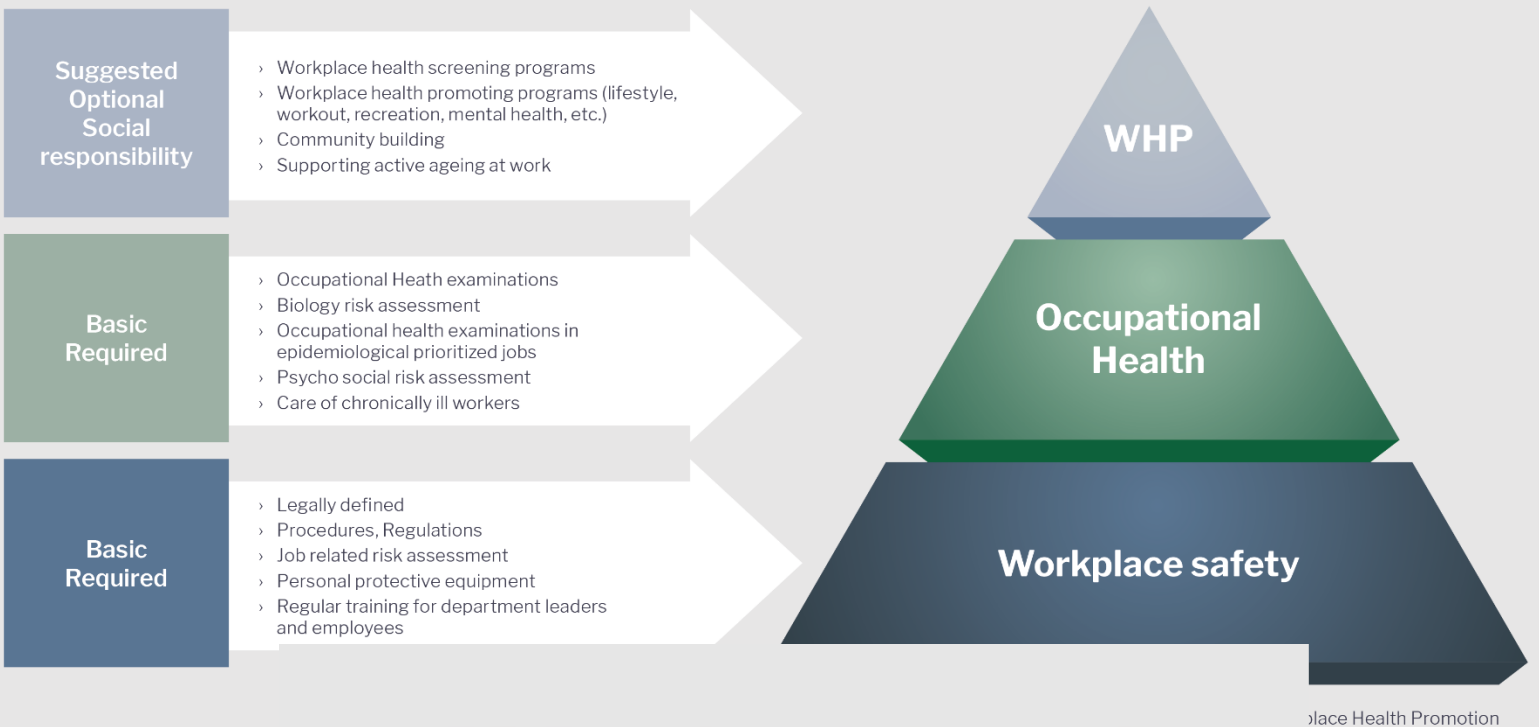 Suggested
Optional
Social
responsibility
› Workplace health screening programs
› Workplace health promoting programs (lifestyle,
workout, recreation, mental health, etc.)
› Community building
› Supporting active ageing at work
WHP
Basic
Required
› Occupational Heath examinations
› Biology risk assessment
› Occupational health examinations in
epidemiological prioritized jobs
› Psycho social risk assessment
› Care of chronically ill workers
Occupational
Health
Basic
Required
› Legally defined
› Procedures, Regulations
› Job related risk assessment
› Personal protective equipment
› Regular training for department leaders
and employees
Workplace safety
Health Promotion